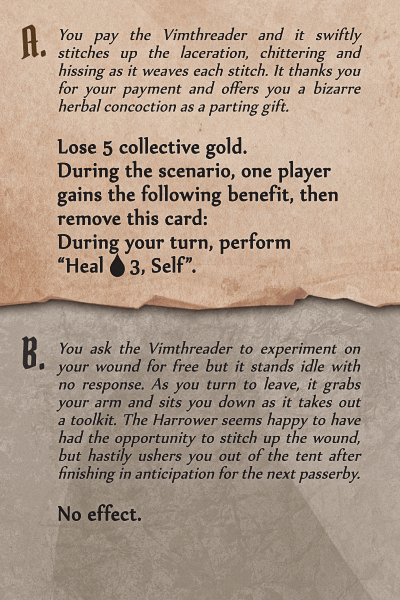 A. You pay the Vimthreader and it swiftly
stitches up the laceration, chittering and
hissing as it weaves each stitch. It thanks you
for your payment and offers you a bizarre
herbal concoction as a parting gift.
Lose 5 collective gold.
During the scenario, one player
gains the following benefit, then
remove this card:
During your turn, perform
“Heal 3, Self”.
B. You ask the Vimthreader to experiment on
your wound for free but it stands idle with
no response. As you turn to leave, it grabs
your arm and sits you down as it takes out
a toolkit. The Harrower seems happy to have
had the opportunity to stitch up the wound,
but hastily ushers you out of the tent after
finishing in anticipation for the next passerby.
No effect.